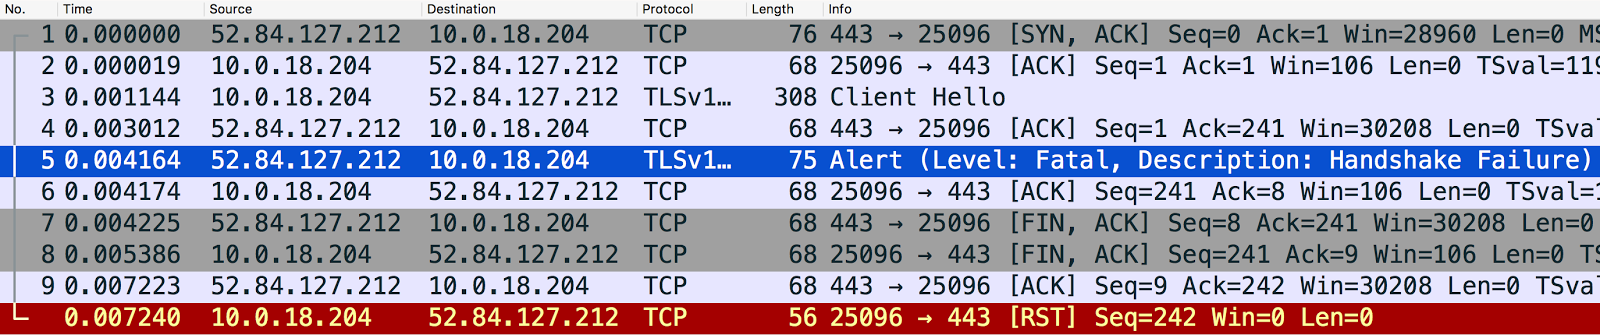 No. Time Source Destination Protocol Length Info
1 0.000000 52.84.127.212 10.0.18.204 TCP 76 443 → 25096 [SYN, ACK] Seq=0 Ack=1 Win=28960 Len=0 MS
2 0.000019 10.0.18.204 52.84.127.212 TCP 68 25096 → 443 [ACK] Seq=1 Ack=1 Win=106 Len=0 TSval=119
3 0.001144 10.0.18.204 52.84.127.212 TLSv1… 308 Client Hello
4 0.003012 52.84.127.212 10.0.18.204 TCP 68 443 → 25096 [ACK] Seq=1 Ack=241 Win=30208 Len=0 TSval
5 0.004164 52.84.127.212 10.0.18.204 TLSv1… 75 Alert (Level: Fatal, Description: Handshake Failure)
6 0.004174 10.0.18.204 52.84.127.212 TCP 68 25096 → 443 [ACK] Seq=241 Ack=8 Win=106 Len=0 TSval=1
7 0.004225 52.84.127.212 10.0.18.204 TCP 68 443 → 25096 [FIN, ACK] Seq=8 Ack=241 Win=30208 Len=0
8 0.005386 10.0.18.204 52.84.127.212 TCP 68 25096 → 443 [FIN, ACK] Seq=241 Ack=9 Win=106 Len=0 TS
9 0.007223 52.84.127.212 10.0.18.204 TCP 68 443 → 25096 [ACK] Seq=9 Ack=242 Win=30208 Len=0 TSval
0.007240 10.0.18.204 52.84.127.212 TCP 56 25096 → 443 [RST] Seq=242 Win=0 Len=0